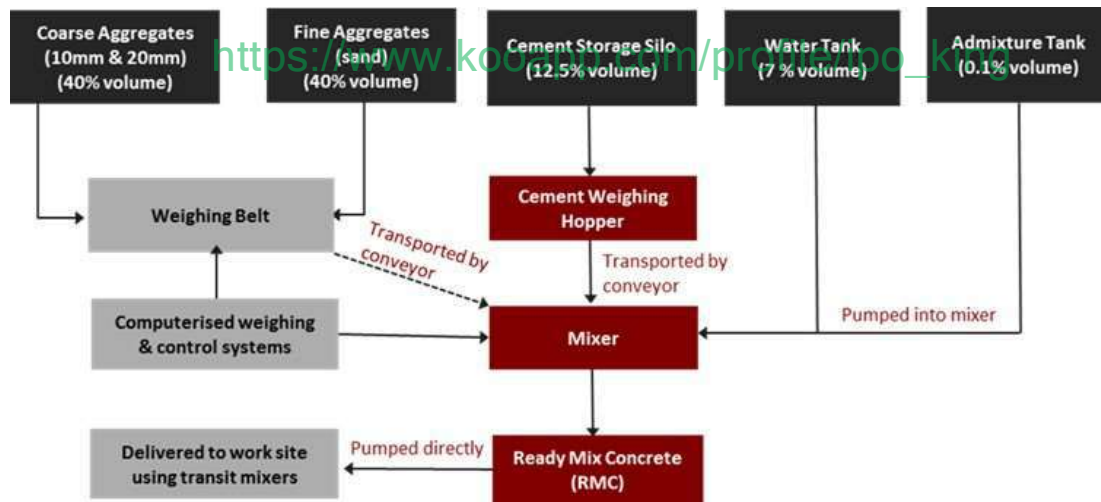 Coarse Aggregates
(10mm & 20mm)
(40% volume)
Fine Aggregates
(sand)
(40% volume)
Cement Storage Silo
(12.5% volume)
Water Tank
(7 % volume)
Admixture Tank
(0.1% volume)
https://www.kooapp.com/profile/ipo_king
Weighing Belt
Cement Weighing
Hopper
Transported by
conveyor
Transported by
conveyor
Computerised weighing
& control systems
Mixer
Pumped into mixer
Delivered to work site
using transit mixers
Pumped directly
Ready Mix Concrete
(RMC)